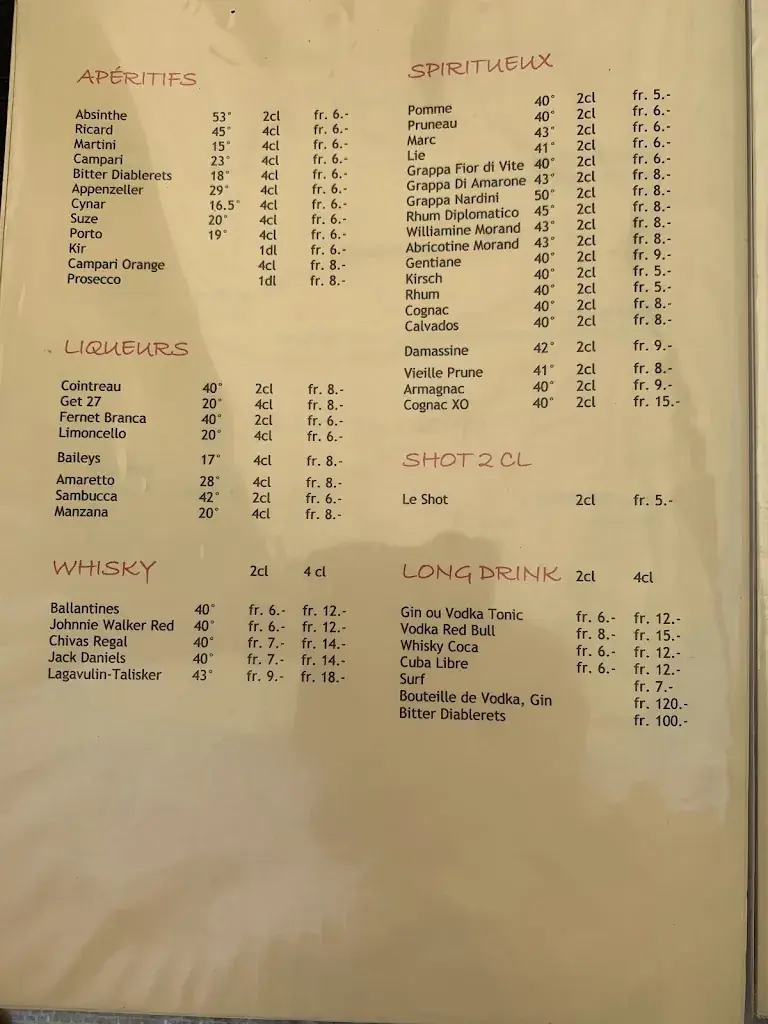 APÉRITIFS
Absinthe 53° 2cl fr. 6.-
Ricard 45° 4cl fr. 6.-
Martini 15° 4cl fr. 6.-
Campari 23° 4cl fr. 6.-
Bitter Diablerets 18° 4cl fr. 6.-
Appenzeller 29° 4cl fr. 6.-
Cynar 16.5° 4cl fr. 6.-
Suze 20° 4cl fr. 6.-
Porto 19° 4cl fr. 6.-
Kir 1dl fr. 6.-
Campari Orange 4cl fr. 8.-
Prosecco 1dl fr. 8.-
LIQUEURS
Cointreau 40° 2cl fr. 8.-
Get 27 20° 4cl fr. 8.-
Fernet Branca 40° 2cl fr. 6.-
Limoncello 20° 4cl fr. 6.-
Baileys 17° 4cl fr. 8.-
Amaretto 28° 4cl fr. 8.-
Sambucca 42° 2cl fr. 6.-
Manzana 20° 4cl fr. 8.-
WHISKY 2cl 4 cl
Ballantines 40° fr. 6.- fr. 12.-
Johnnie Walker Red 40° fr. 6.- fr. 12.-
Chivas Regal 40° fr. 7.- fr. 14.-
Jack Daniels 40° fr. 7.- fr. 14.-
Lagavulin-Talisker 43° fr. 9.- fr. 18.-
SPIRITUEUX
Pomme 40° 2cl fr. 5.-
Pruneau 40° 2cl fr. 6.-
Marc 43° 2cl fr. 6.-
Lie 41° 2cl fr. 6.-
Grappa Fior di Vite 40° 2cl fr. 6.-
Grappa Di Amarone 43° 2cl fr. 8.-
Grappa Nardini 50° 2cl fr. 8.-
Rhum Diplomatico 45° 2cl fr. 8.-
Williamine Morand 43° 2cl fr. 8.-
Abricotine Morand 43° 2cl fr. 8.-
Gentiane 40° 2cl fr. 9.-
Kirsch 40° 2cl fr. 5.-
Rhum 40° 2cl fr. 5.-
Cognac 40° 2cl fr. 8.-
Calvados 40° 2cl fr. 8.-
Damassine 42° 2cl fr. 9.-
Vieille Prune 41° 2cl fr. 8.-
Armagnac 40° 2cl fr. 9.-
Cognac XO 40° 2cl fr. 15.-
SHOT 2 CL
Le Shot 2cl fr. 5.-
LONG DRINK 2cl 4cl
Gin ou Vodka Tonic fr. 6.- fr. 12.-
Vodka Red Bull fr. 8.- fr. 15.-
Whisky Coca fr. 6.- fr. 12.-
Cuba Libre fr. 6.- fr. 12.-
Surf fr. 7.-
Bouteille de Vodka, Gin fr. 120.-
Bitter Diablerets fr. 100.-